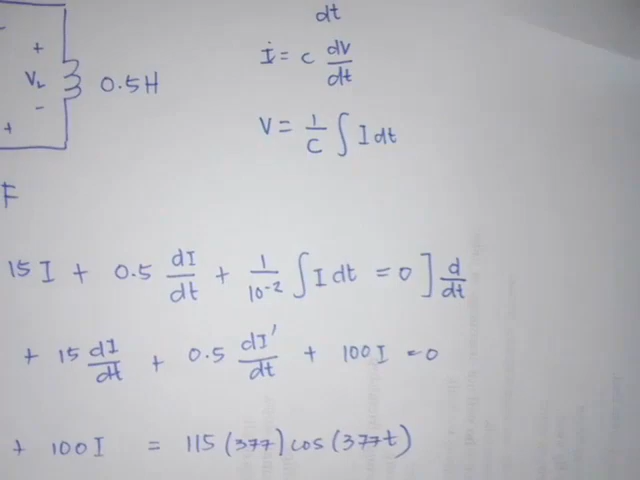 dt
i = c dv/dt
+
V_L 0.5H
-
+
V = 1/C ∫ I dt
F
15 I + 0.5 dI/dt + 1/10⁻² ∫ I dt = 0 ] d/dt
+ 15 dI/dt + 0.5 dI'/dt + 100 I = 0
+ 100 I = 115 (377) cos (377t)